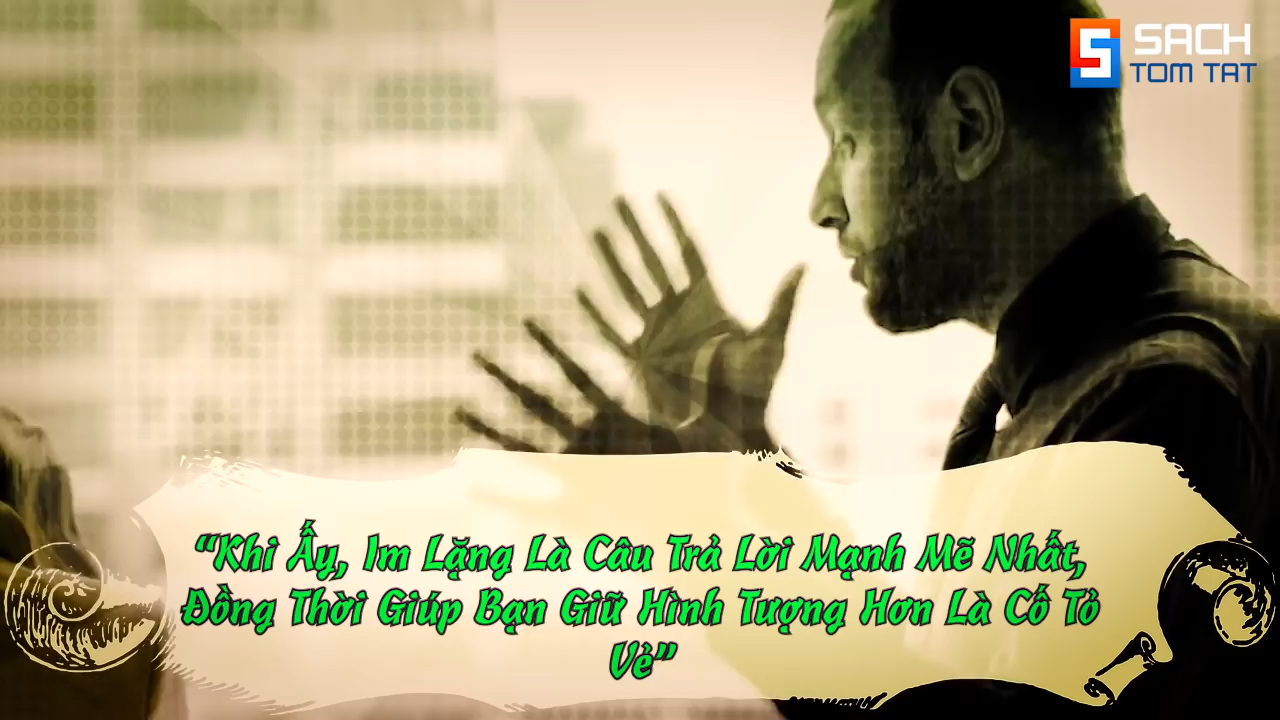 SACH
TOM TAT
“Khi Ấy, Im Lặng Là Câu Trả Lời Mạnh Mẽ Nhất,
Đồng Thời Giúp Bạn Giữ Hình Tượng Hơn Là Cố Tỏ
Vẻ”